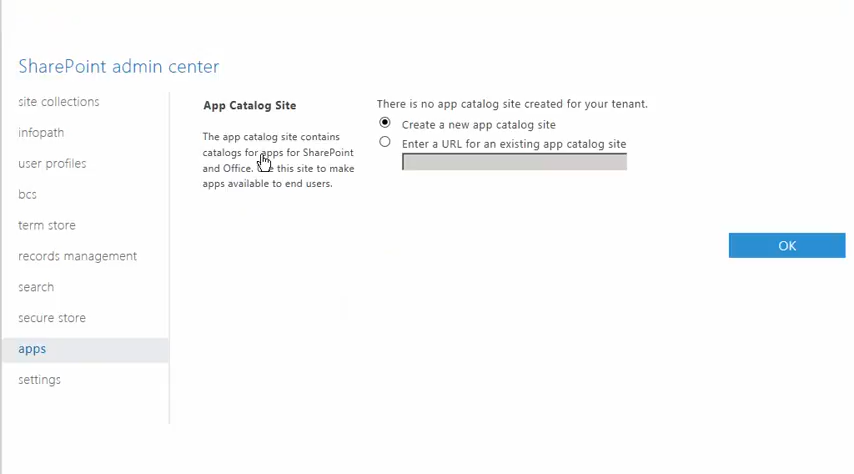 SharePoint admin center
site collections
infopath
user profiles
bcs
term store
records management
search
secure store
apps
settings
App Catalog Site
The app catalog site contains
catalogs for apps for SharePoint
and Office. this site to make
apps available to end users.
There is no app catalog site created for your tenant.
Create a new app catalog site
Enter a URL for an existing app catalog site
OK